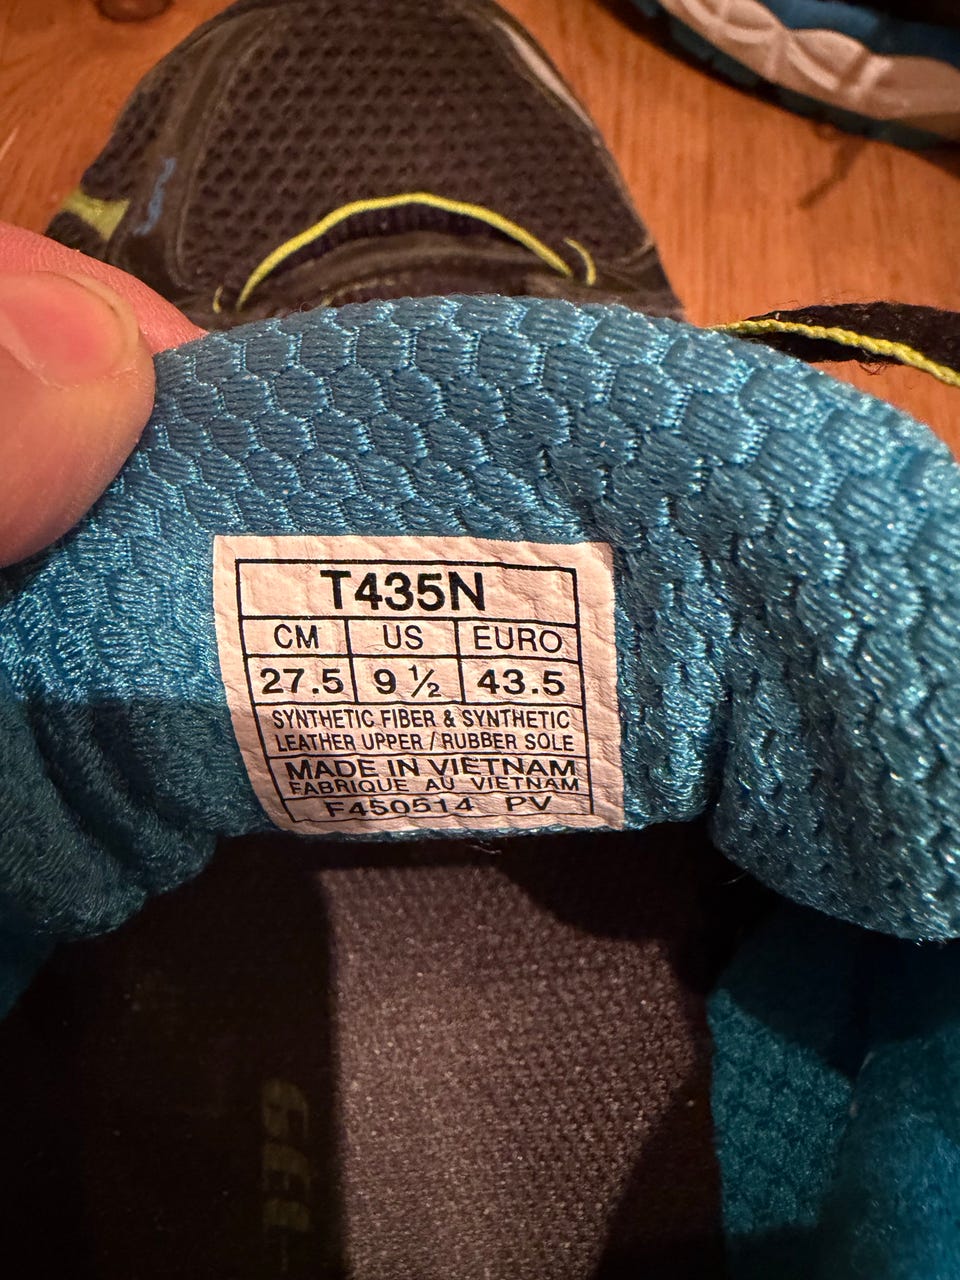 T435N
CM US EURO
27.5 9 ½ 43.5
SYNTHETIC FIBER & SYNTHETIC
LEATHER UPPER / RUBBER SOLE
MADE IN VIETNAM
FABRIQUE AU VIETNAM
F450514 PV